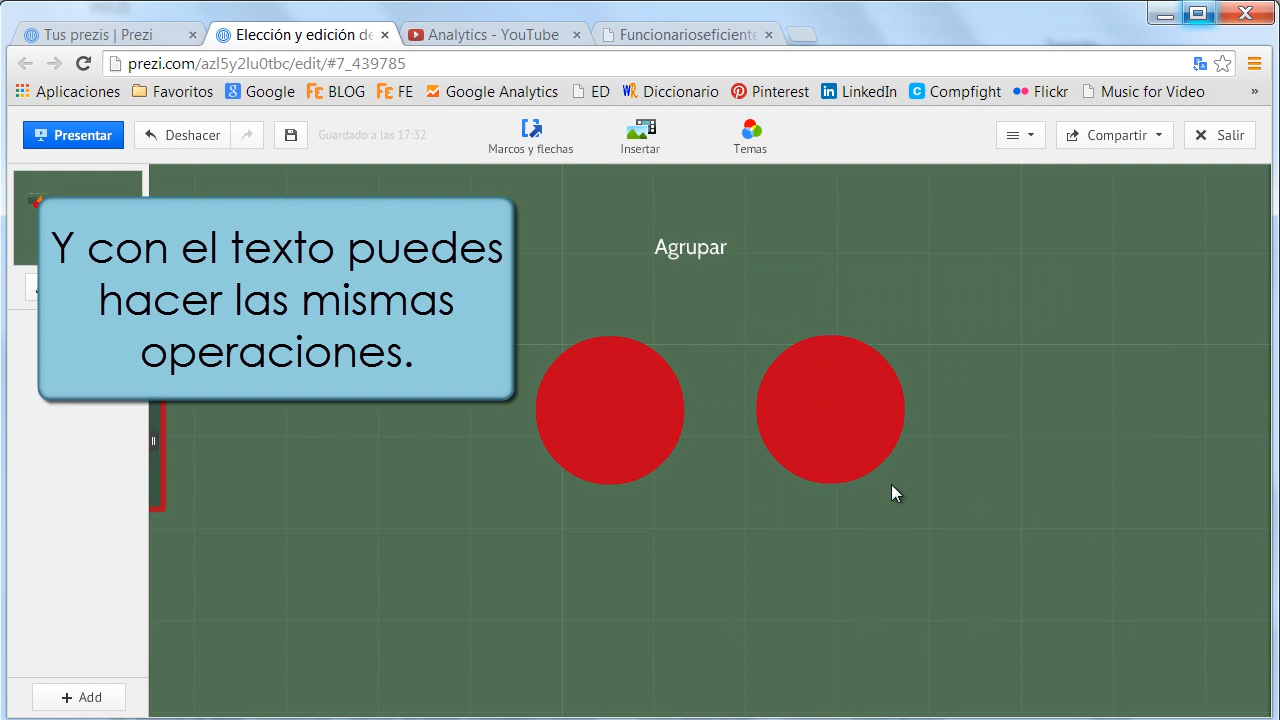 Tus prezis | Prezi
Elección y edición de
Analytics - YouTube
Funcionarioseficiente
prezi.com/azl5y2lu0tbc/edit/#7_439785
Aplicaciones
Favoritos
Google
BLOG
FE
Google Analytics
ED
Diccionario
Pinterest
LinkedIn
Compfight
Flickr
Music for Video
»
Presentar
Deshacer
Guardado a las 17:32
Marcos y flechas
Insertar
Temas
Compartir
Salir
Y con el texto puedes
hacer las mismas
operaciones.
Agrupar
+ Add